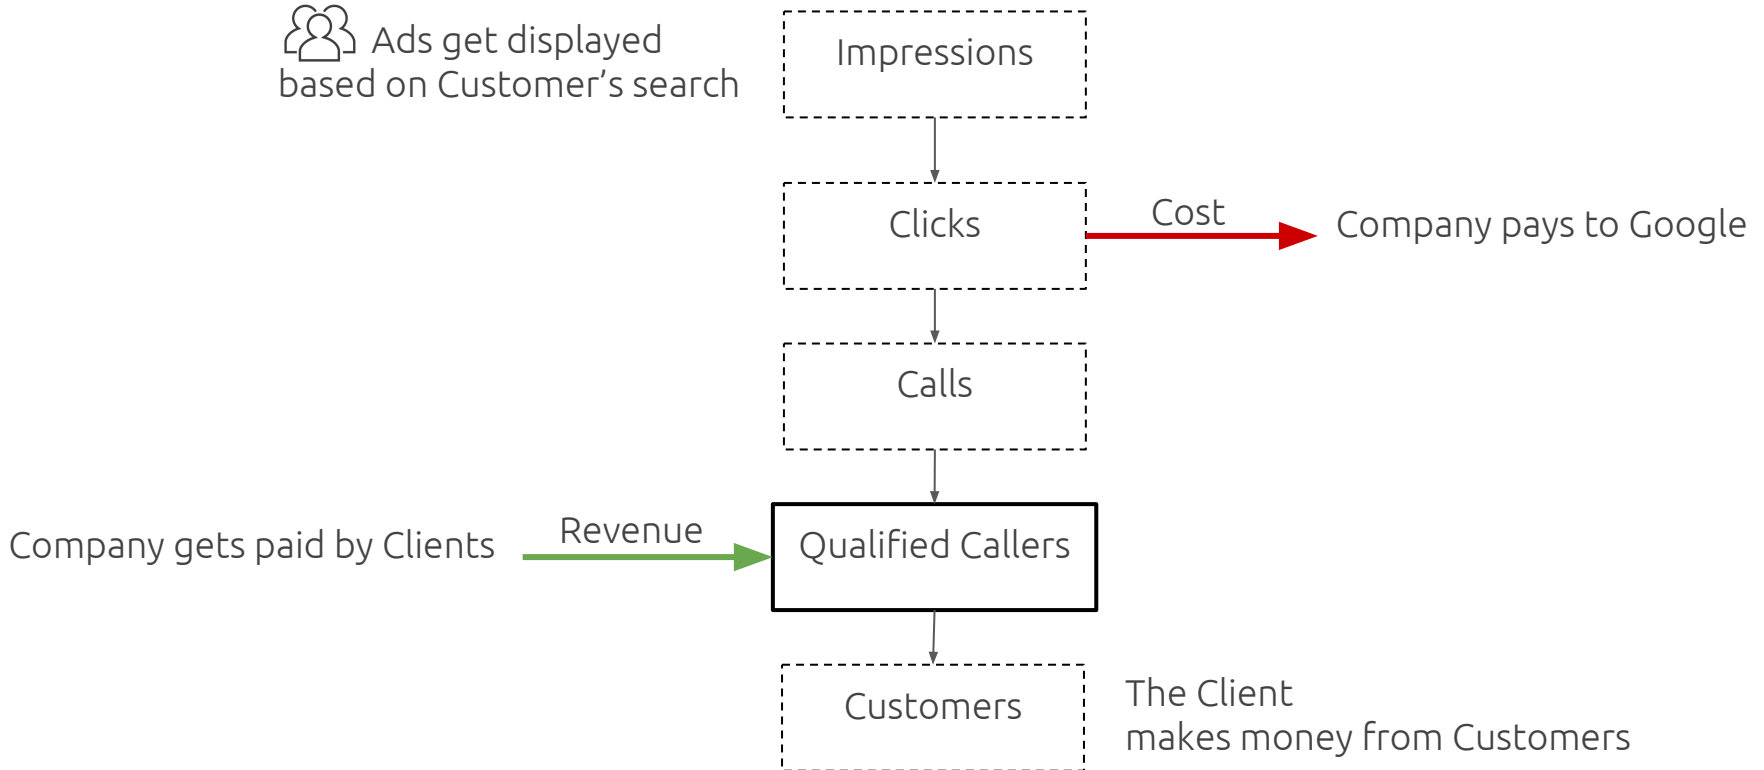 Ads get displayed
based on Customer’s search
Impressions
Clicks
Cost
Company pays to Google
Calls
Company gets paid by Clients
Revenue
Qualified Callers
Customers
The Client
makes money from Customers